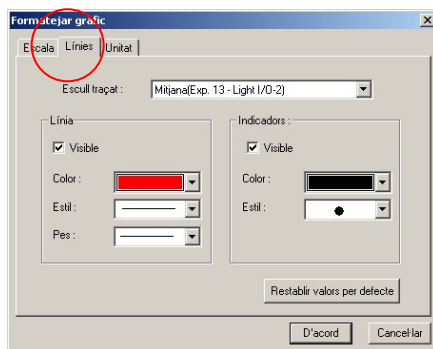 Formatejar gràfic
Escala Línies Unitat
Escull traçat : Mitjana(Exp. 13 - Light I/O-2)
Línia Indicadors :
Visible Visible
Color : Color :
Estil : Estil :
Pes :
Restablir valors per defecte
D'acord Cancel·lar